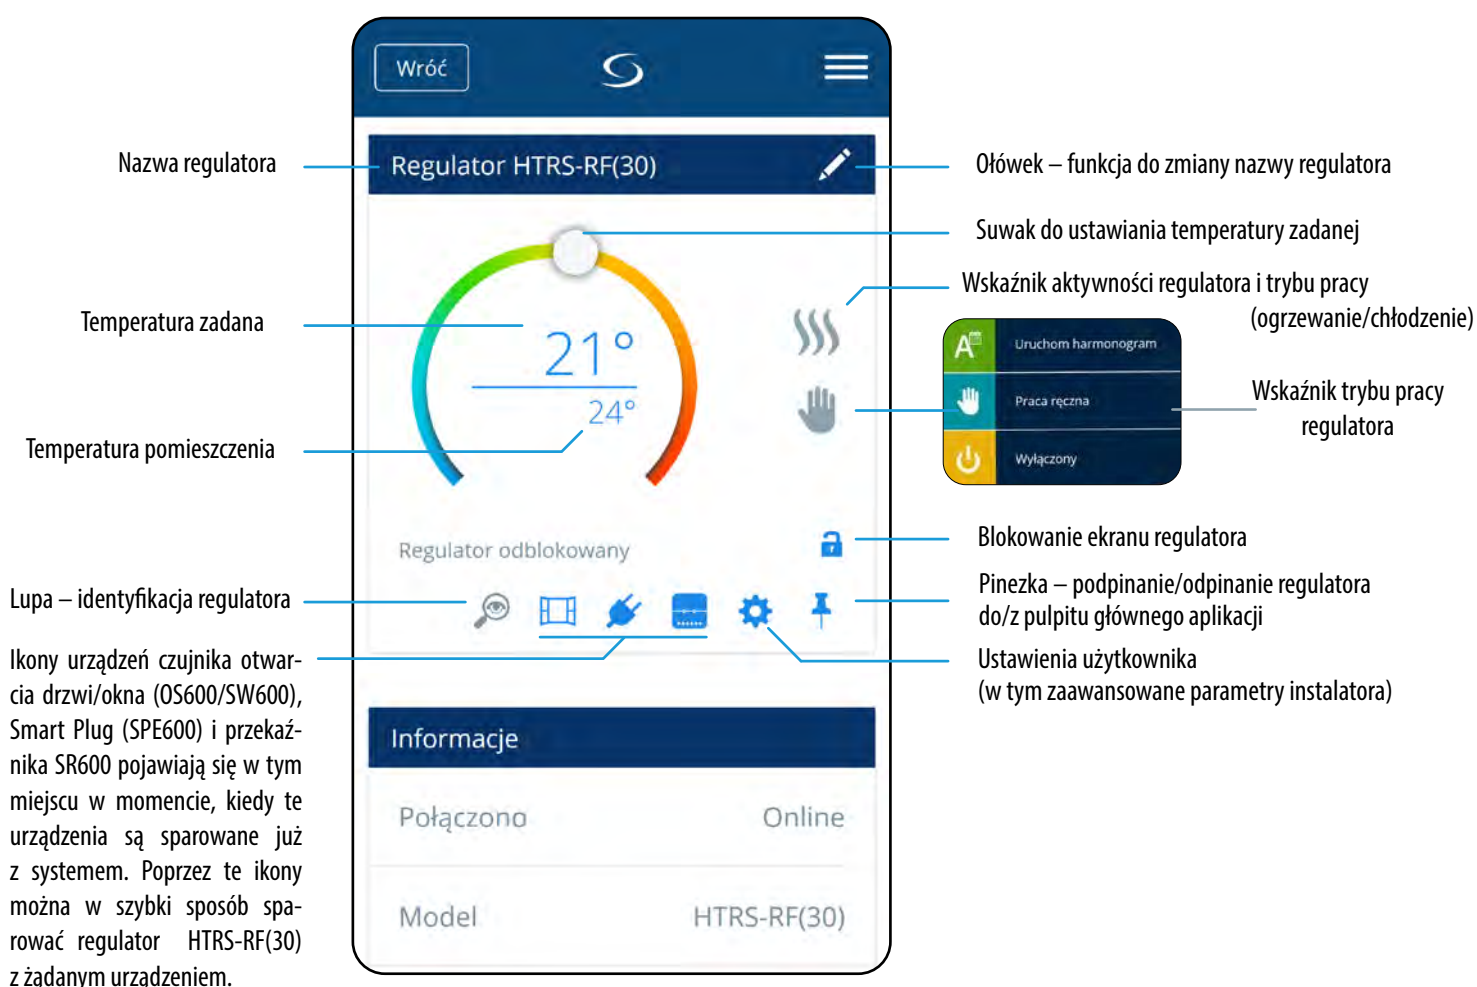 Wróć
Nazwa regulatora
Regulator HTRS-RF(30)
Ołówek – funkcja do zmiany nazwy regulatora
Suwak do ustawiania temperatury zadanej
Wskaźnik aktywności regulatora i trybu pracy
(ogrzewanie/chłodzenie)
Temperatura zadana
21°
24°
Temperatura pomieszczenia
A
Uruchom harmonogram
Praca ręczna
Wyłączony
Wskaźnik trybu pracy
regulatora
Regulator odblokowany
Blokowanie ekranu regulatora
Lupa – identyfikacja regulatora
Pinezka – podpinanie/odpinanie regulatora
do/z pulpitu głównego aplikacji
Ustawienia użytkownika
(w tym zaawansowane parametry instalatora)
Ikony urządzeń czujnika otwar-
cia drzwi/okna (OS600/SW600),
Smart Plug (SPE600) i przekaź-
nika SR600 pojawiają się w tym
miejscu w momencie, kiedy te
urządzenia są sparowane już
z systemem. Poprzez te ikony
można w szybki sposób spa-
rować regulator HTRS-RF(30)
z żądanym urządzeniem.
Informacje
Połączono Online
Model HTRS-RF(30)